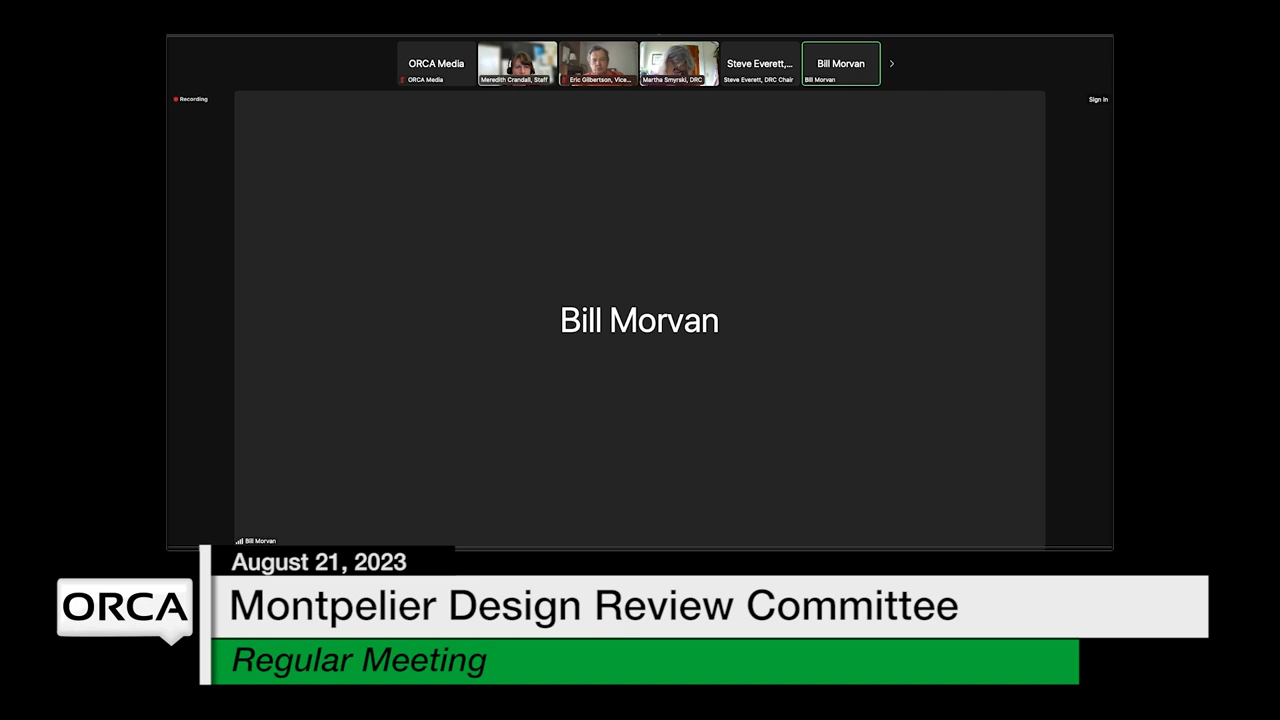 ORCA Media
Steve Everett,...
Bill Morvan
ORCA Media
Meredith Crandall, Staff
Eric Gilbertson, Vice...
Martha Smyrski, DRC
Steve Everett, DRC Chair
Bill Morvan
Recording
Sign in
Bill Morvan
Bill Morvan
August 21, 2023
ORCA
Montpelier Design Review Committee
Regular Meeting